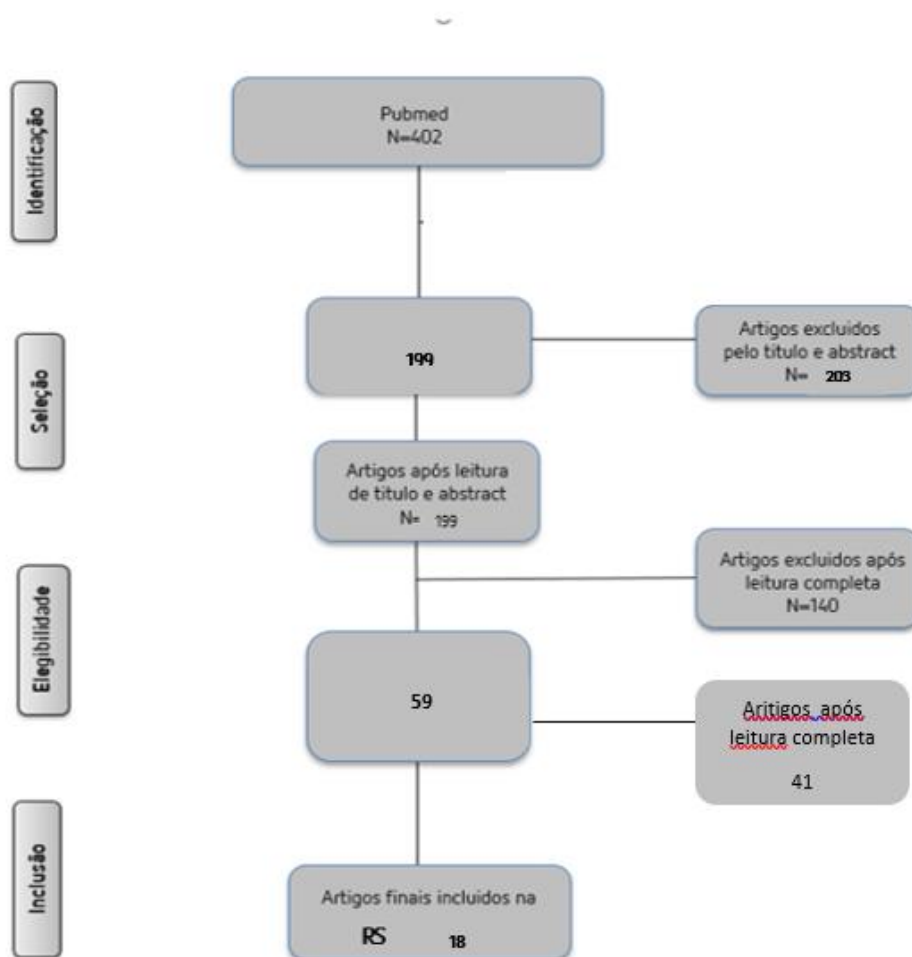 Identificação
Pubmed
N=402
Seleção
199
Artigos excluidos
pelo titulo e abstract
N= 203
Artigos após leitura
de titulo e abstract
N= 199
Elegibilidade
Artigos excluidos após
leitura completa
N=140
59
Aritigos após
leitura completa
41
Inclusão
Artigos finais incluidos na
RS 18